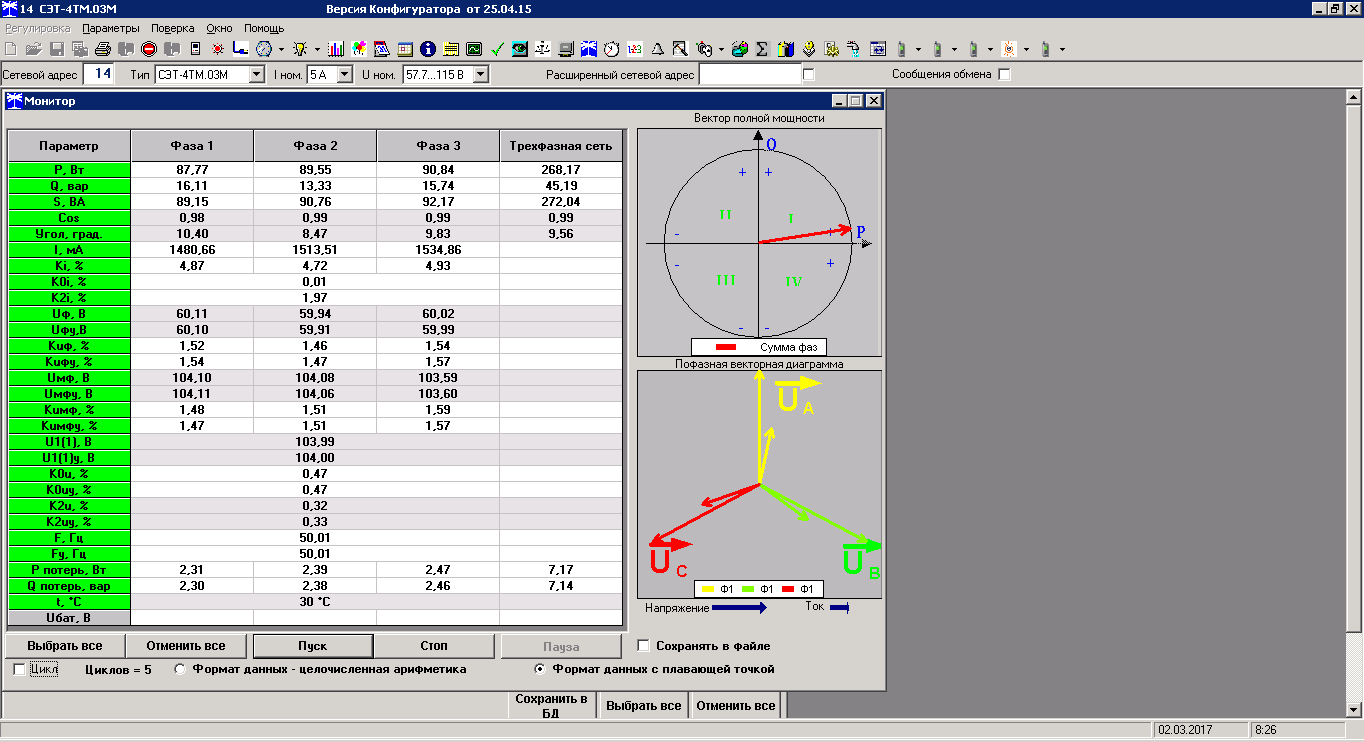 14 СЭТ-4ТМ.03М Версия Конфигуратора от 25.04.15
Регулировка Параметры Поверка Окно Помощь
Сетевой адрес 14 Тип СЭТ-4ТМ.03М I ном. 5 А U ном. 57.7...115 В Расширенный сетевой адрес Сообщения обмена
Монитор
Параметр Фаза 1 Фаза 2 Фаза 3 Трехфазная сеть
P, Вт 87,77 89,55 90,84 268,17
Q, вар 16,11 13,33 15,74 45,19
S, ВА 89,15 90,76 92,17 272,04
Cos 0,98 0,99 0,99 0,99
Угол, град. 10,40 8,47 9,83 9,56
I, мА 1480,66 1513,51 1534,86
Ki, % 4,87 4,72 4,93
K0i, % 0,01
K2i, % 1,97
Uф, В 60,11 59,94 60,02
Uфу,В 60,10 59,91 59,99
Kuф, % 1,52 1,46 1,54
Kuфу, % 1,54 1,47 1,57
Uмф, В 104,10 104,08 103,59
Uмфу, В 104,11 104,06 103,60
Kuмф, % 1,48 1,51 1,59
Kuмфу, % 1,47 1,51 1,57
U1(1), В 103,99
U1(1)у, В 104,00
K0u, % 0,47
K0uy, % 0,47
K2u, % 0,32
K2uy, % 0,33
F, Гц 50,01
Fy, Гц 50,01
P потерь, Вт 2,31 2,39 2,47 7,17
Q потерь, вар 2,30 2,38 2,46 7,14
t, °C 30 °C
Uбат, В
Вектор полной мощности
Q
+ +
II I
- + P
- +
III IV
- -
Сумма фаз
Пофазная векторная диаграмма
U A
U C
U B
Ф1 Ф1 Ф1
Напряжение Ток
Выбрать все Отменить все Пуск Стоп Пауза Сохранять в файле
Цикл Циклов = 5 Формат данных - целочисленная арифметика Формат данных с плавающей точкой
Сохранить в БД Выбрать все Отменить все
02.03.2017 8:26